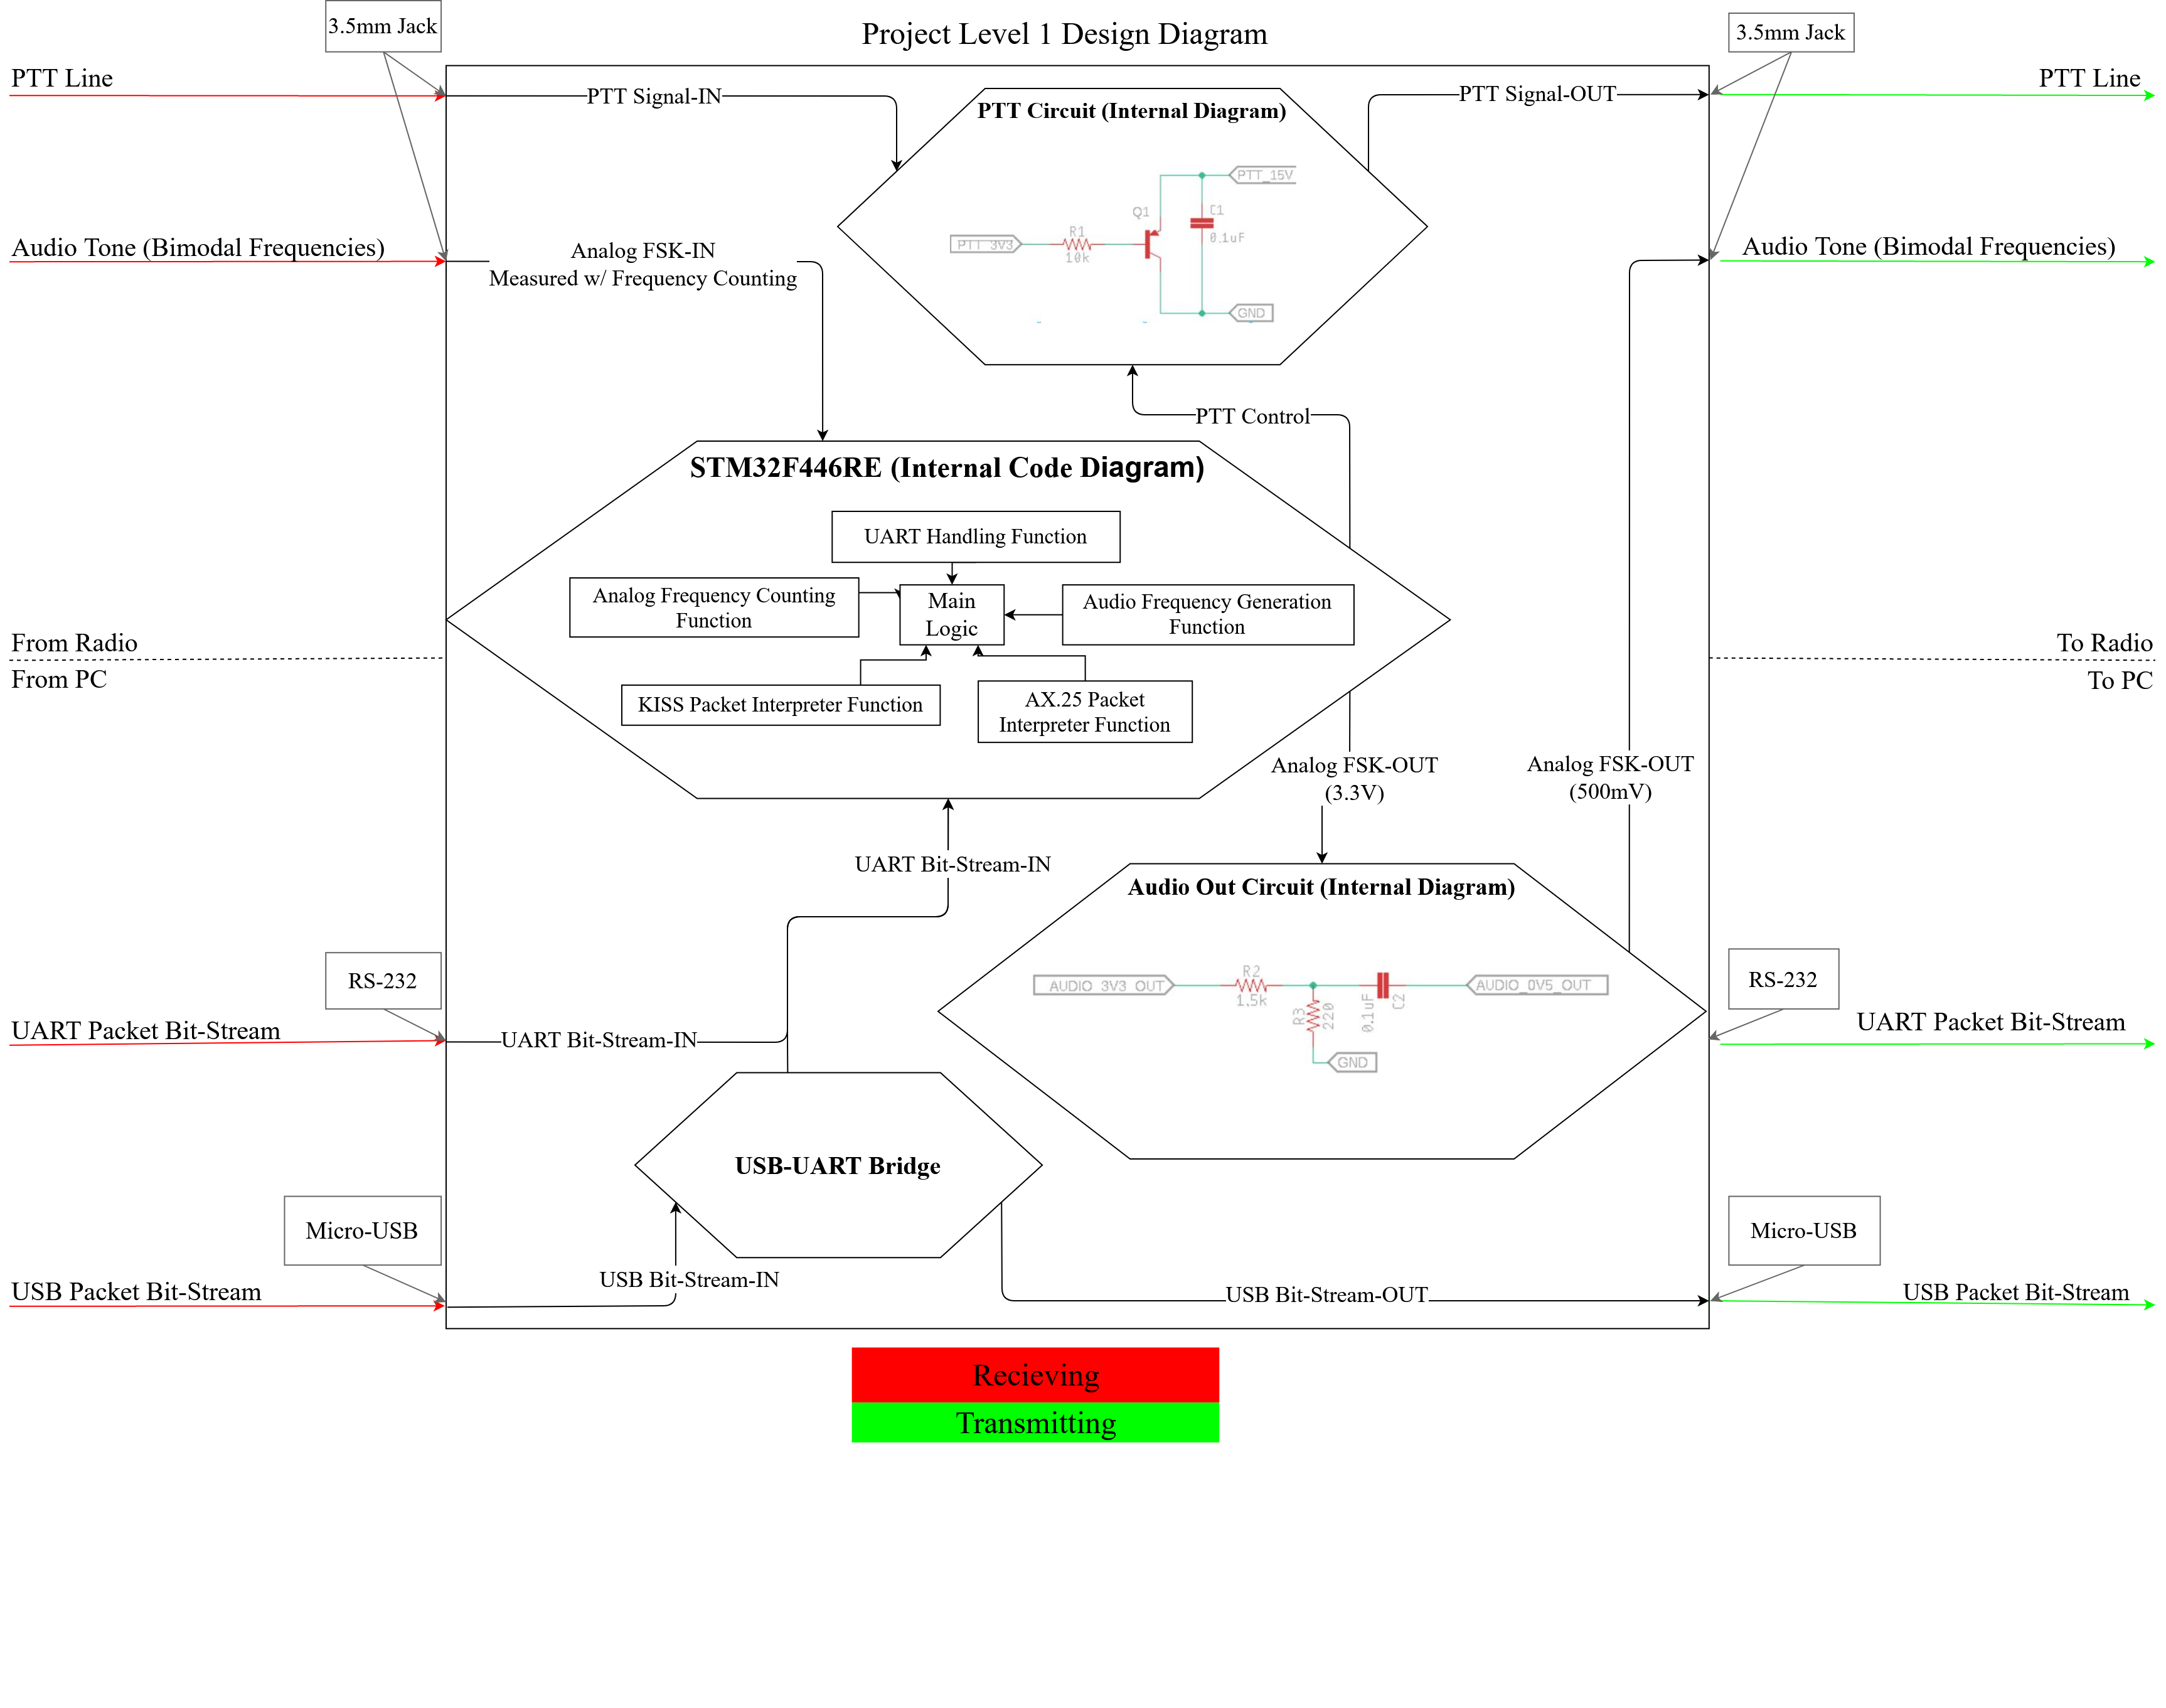 Project Level 1 Design Diagram
3.5mm Jack
3.5mm Jack
PTT Line
PTT Signal-IN
PTT Signal-OUT
PTT Line
PTT Circuit (Internal Diagram)
PTT_15V
Q1
C1
0.1uF
PTT_3V3
R1
10k
GND
Audio Tone (Bimodal Frequencies)
Analog FSK-IN
Measured w/ Frequency Counting
Audio Tone (Bimodal Frequencies)
PTT Control
STM32F446RE (Internal Code Diagram)
UART Handling Function
Analog Frequency Counting
Function
Main
Logic
Audio Frequency Generation
Function
KISS Packet Interpreter Function
AX.25 Packet
Interpreter Function
From Radio
From PC
To Radio
To PC
Analog FSK-OUT
(3.3V)
Analog FSK-OUT
(500mV)
UART Bit-Stream-IN
Audio Out Circuit (Internal Diagram)
AUDIO_3V3_OUT
R2
1.5k
R3
220
0.1uF
C2
AUDIO_0V5_OUT
GND
RS-232
RS-232
UART Packet Bit-Stream
UART Bit-Stream-IN
UART Packet Bit-Stream
USB-UART Bridge
Micro-USB
Micro-USB
USB Packet Bit-Stream
USB Bit-Stream-IN
USB Bit-Stream-OUT
USB Packet Bit-Stream
Recieving
Transmitting